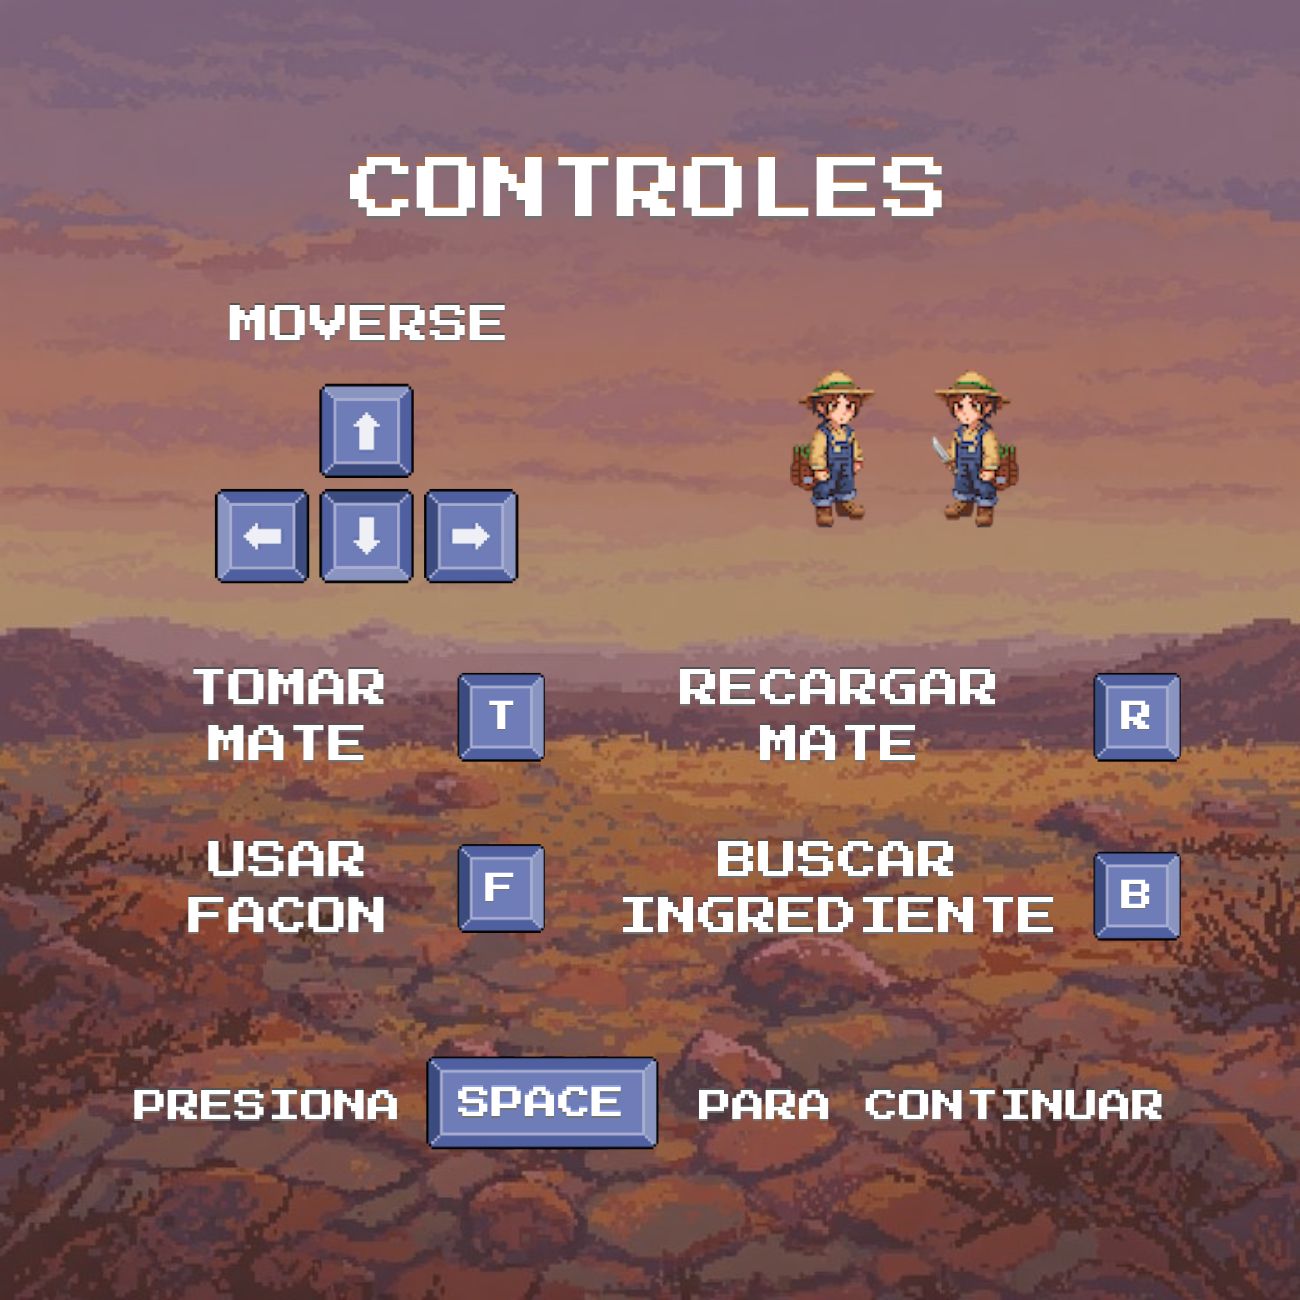 CONTROLES
MOVERSE
TOMAR
MATE
T
RECARGAR
MATE
R
USAR
FACON
F
BUSCAR
INGREDIENTE
B
PRESIONA SPACE PARA CONTINUAR